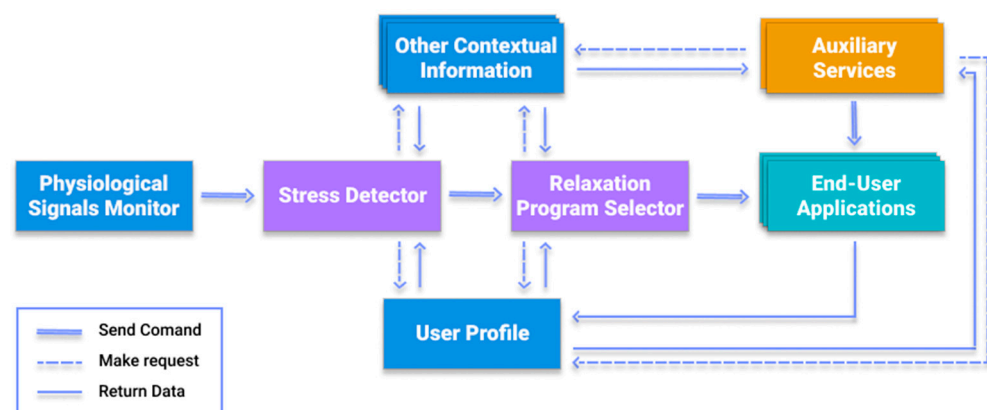 Other Contextual
Information
Auxiliary
Services
Physiological
Signals Monitor
Stress Detector
Relaxation
Program Selector
End-User
Applications
User Profile
Send Comand
Make request
Return Data